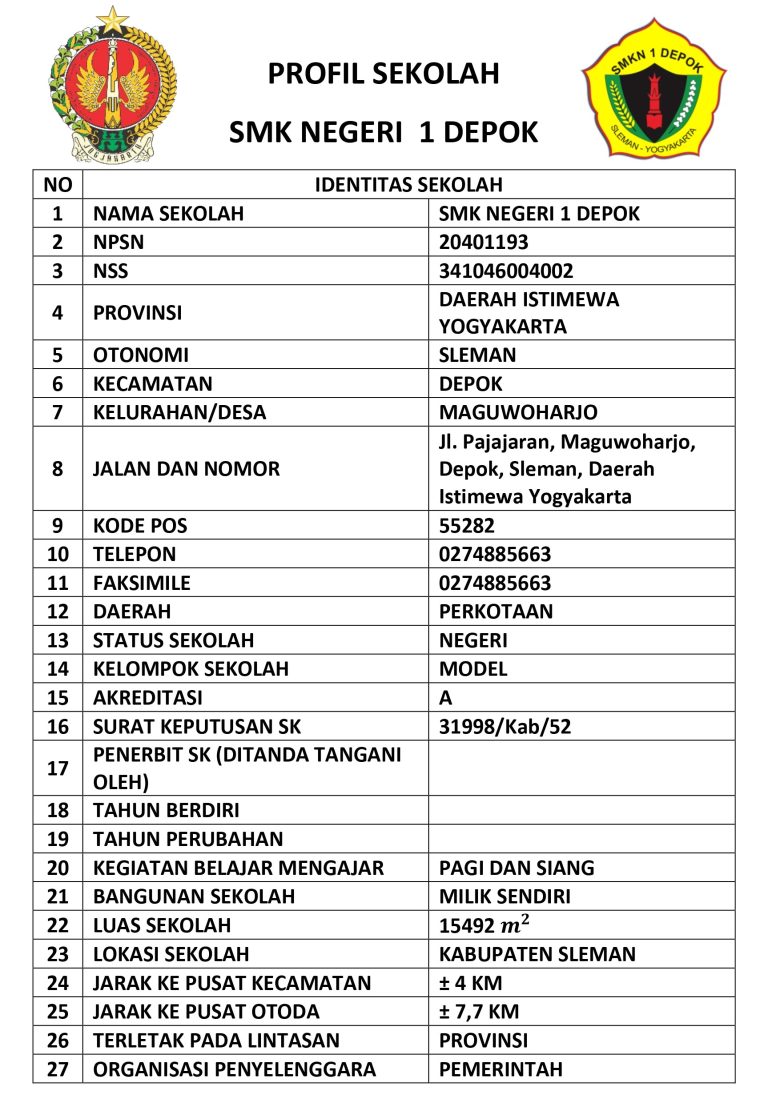 PROFIL SEKOLAH
SMK NEGERI 1 DEPOK
JOGJAKARTA
SMKN 1 DEPOK
SLEMAN - YOGYAKARTA
NO IDENTITAS SEKOLAH
1 NAMA SEKOLAH SMK NEGERI 1 DEPOK
2 NPSN 20401193
3 NSS 341046004002
4 PROVINSI DAERAH ISTIMEWA
YOGYAKARTA
5 OTONOMI SLEMAN
6 KECAMATAN DEPOK
7 KELURAHAN/DESA MAGUWOHARJO
8 JALAN DAN NOMOR Jl. Pajajaran, Maguwoharjo,
Depok, Sleman, Daerah
Istimewa Yogyakarta
9 KODE POS 55282
10 TELEPON 0274885663
11 FAKSIMILE 0274885663
12 DAERAH PERKOTAAN
13 STATUS SEKOLAH NEGERI
14 KELOMPOK SEKOLAH MODEL
15 AKREDITASI A
16 SURAT KEPUTUSAN SK 31998/Kab/52
17 PENERBIT SK (DITANDA TANGANI
OLEH)
18 TAHUN BERDIRI
19 TAHUN PERUBAHAN
20 KEGIATAN BELAJAR MENGAJAR PAGI DAN SIANG
21 BANGUNAN SEKOLAH MILIK SENDIRI
22 LUAS SEKOLAH 15492 m²
23 LOKASI SEKOLAH KABUPATEN SLEMAN
24 JARAK KE PUSAT KECAMATAN ± 4 KM
25 JARAK KE PUSAT OTODA ± 7,7 KM
26 TERLETAK PADA LINTASAN PROVINSI
27 ORGANISASI PENYELENGGARA PEMERINTAH